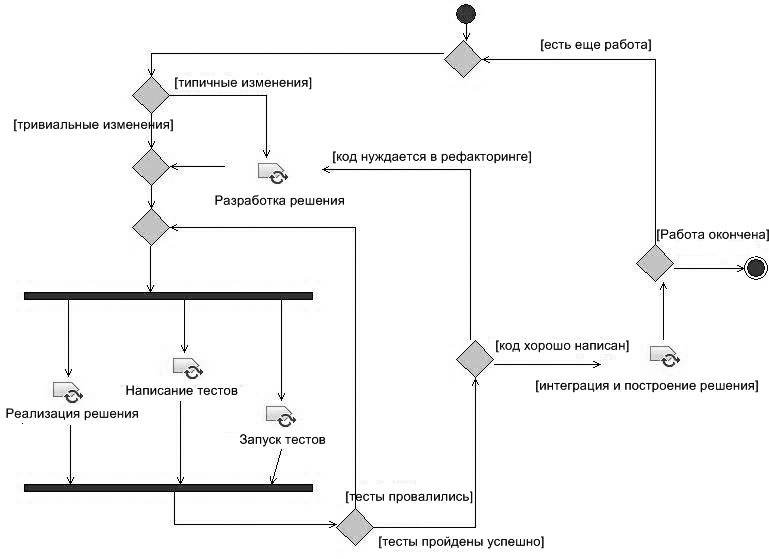 [есть еще работа]
[типичные изменения]
[тривиальные изменения]
[код нуждается в рефакторинге]
Разработка решения
[Работа окончена]
[код хорошо написан]
[интеграция и построение решения]
Написание тестов
Реализация решения
Запуск тестов
[тесты провалились]
[тесты пройдены успешно]